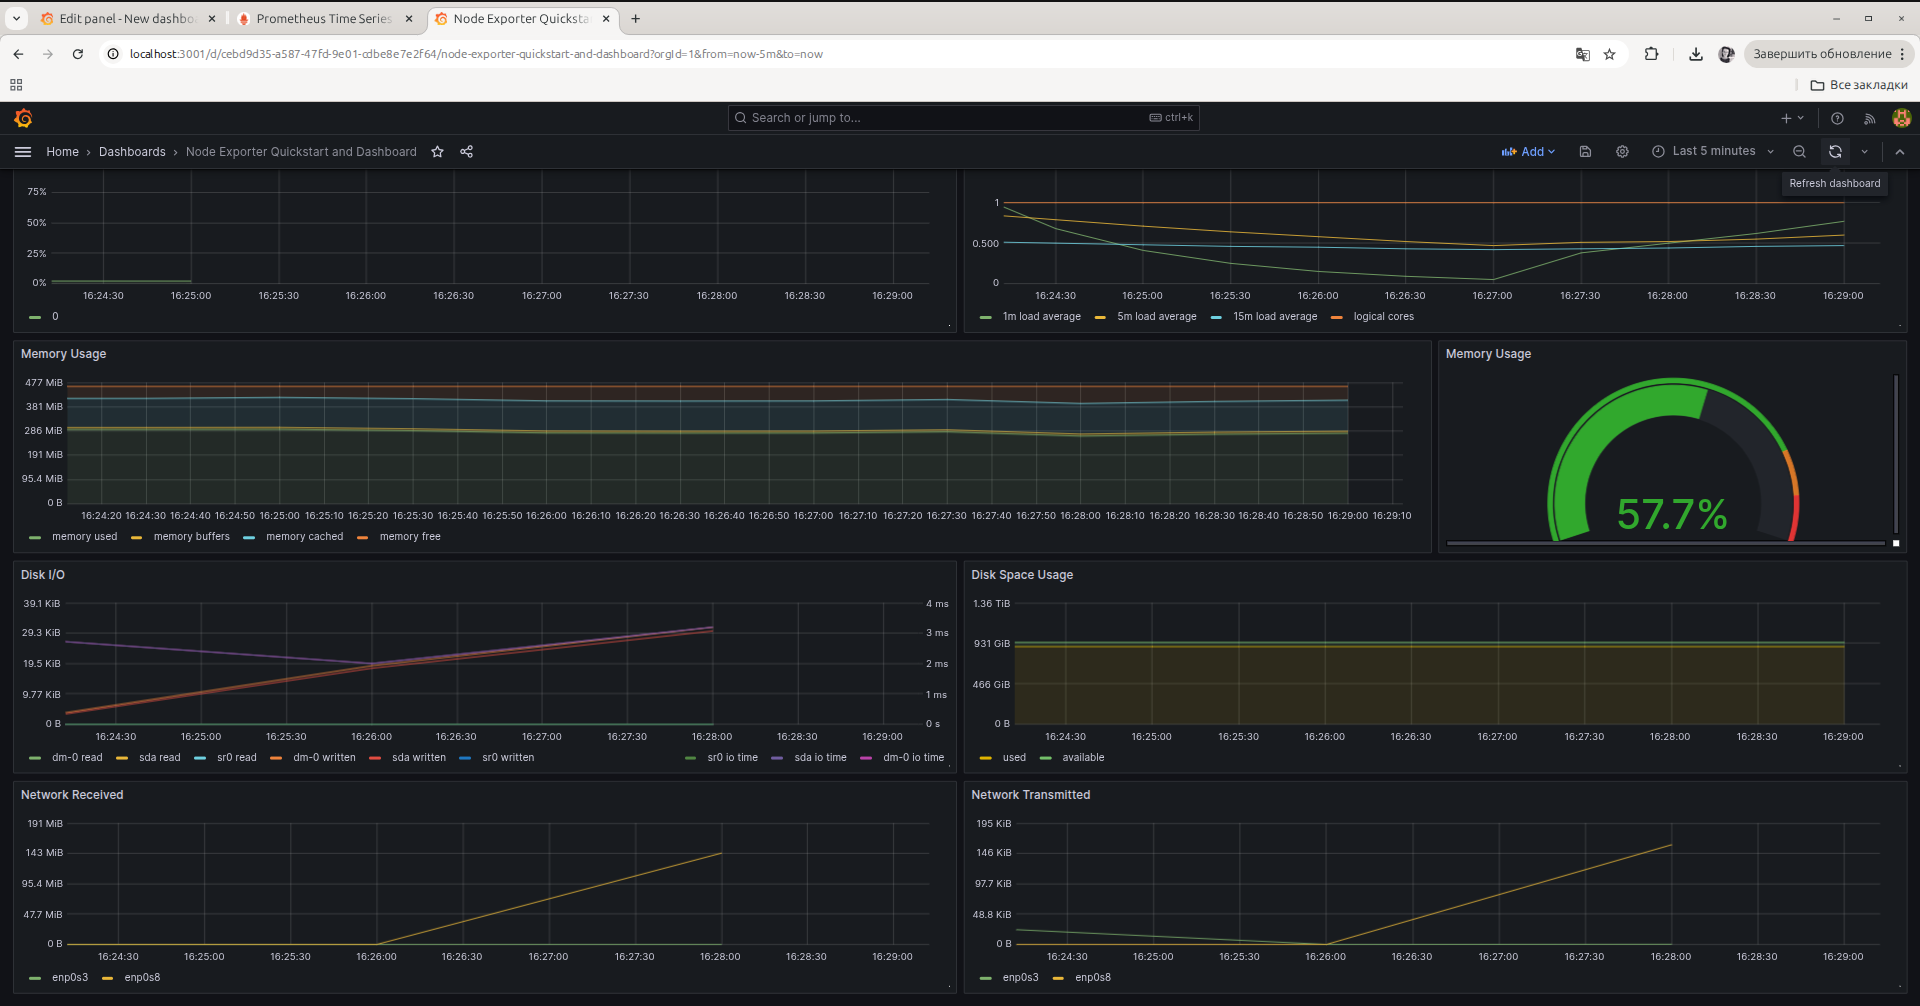 Edit panel - New dashbo
Prometheus Time Series
Node Exporter Quicksta
localhost:3001/d/cebd9d35-a587-47fd-9e01-cdbe8e7e2f64/node-exporter-quickstart-and-dashboard?orgId=1&from=now-5m&to=now
Завершить обновление
Все закладки
Search or jump to...
ctrl+k
Home
Dashboards
Node Exporter Quickstart and Dashboard
Add
Last 5 minutes
Refresh dashboard
75%
50%
25%
0%
16:24:30 16:25:00 16:25:30 16:26:00 16:26:30 16:27:00 16:27:30 16:28:00 16:28:30 16:29:00
0
1
0.500
0
16:24:30 16:25:00 16:25:30 16:26:00 16:26:30 16:27:00 16:27:30 16:28:00 16:28:30 16:29:00
1m load average 5m load average 15m load average logical cores
Memory Usage
477 MiB
381 MiB
286 MiB
191 MiB
95.4 MiB
0 B
16:24:20 16:24:30 16:24:40 16:24:50 16:25:00 16:25:10 16:25:20 16:25:30 16:25:40 16:25:50 16:26:00 16:26:10 16:26:20 16:26:30 16:26:40 16:26:50 16:27:00 16:27:10 16:27:20 16:27:30 16:27:40 16:27:50 16:28:00 16:28:10 16:28:20 16:28:30 16:28:40 16:28:50 16:29:00 16:29:10
memory used memory buffers memory cached memory free
Memory Usage
57.7%
Disk I/O
39.1 KiB
29.3 KiB
19.5 KiB
9.77 KiB
0 B
4 ms
3 ms
2 ms
1 ms
0 s
16:24:30 16:25:00 16:25:30 16:26:00 16:26:30 16:27:00 16:27:30 16:28:00 16:28:30 16:29:00
dm-0 read sda read sr0 read dm-0 written sda written sr0 written sr0 io time sda io time dm-0 io time
Disk Space Usage
1.36 TiB
931 GiB
466 GiB
0 B
16:24:30 16:25:00 16:25:30 16:26:00 16:26:30 16:27:00 16:27:30 16:28:00 16:28:30 16:29:00
used available
Network Received
191 MiB
143 MiB
95.4 MiB
47.7 MiB
0 B
16:24:30 16:25:00 16:25:30 16:26:00 16:26:30 16:27:00 16:27:30 16:28:00 16:28:30 16:29:00
enp0s3 enp0s8
Network Transmitted
195 KiB
146 KiB
97.7 KiB
48.8 KiB
0 B
16:24:30 16:25:00 16:25:30 16:26:00 16:26:30 16:27:00 16:27:30 16:28:00 16:28:30 16:29:00
enp0s3 enp0s8